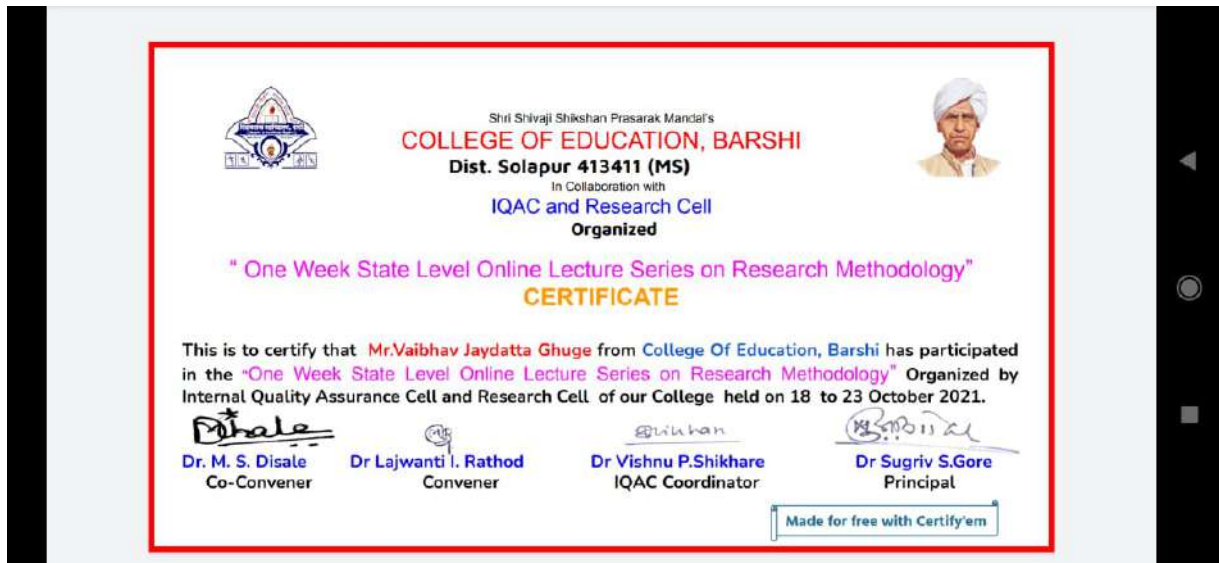 Shri Shivaji Shikshan Prasarak Mandal's
COLLEGE OF EDUCATION, BARSHI
Dist. Solapur 413411 (MS)
In Collaboration with
IQAC and Research Cell
Organized
“ One Week State Level Online Lecture Series on Research Methodology”
CERTIFICATE
This is to certify that Mr.Vaibhav Jaydatta Ghuge from College Of Education, Barshi has participated
in the “One Week State Level Online Lecture Series on Research Methodology” Organized by
Internal Quality Assurance Cell and Research Cell of our College held on 18 to 23 October 2021.
Dr. M. S. Disale Dr Lajwanti I. Rathod Dr Vishnu P.Shikhare Dr Sugriv S.Gore
Co-Convener Convener IQAC Coordinator Principal
Made for free with Certify'em